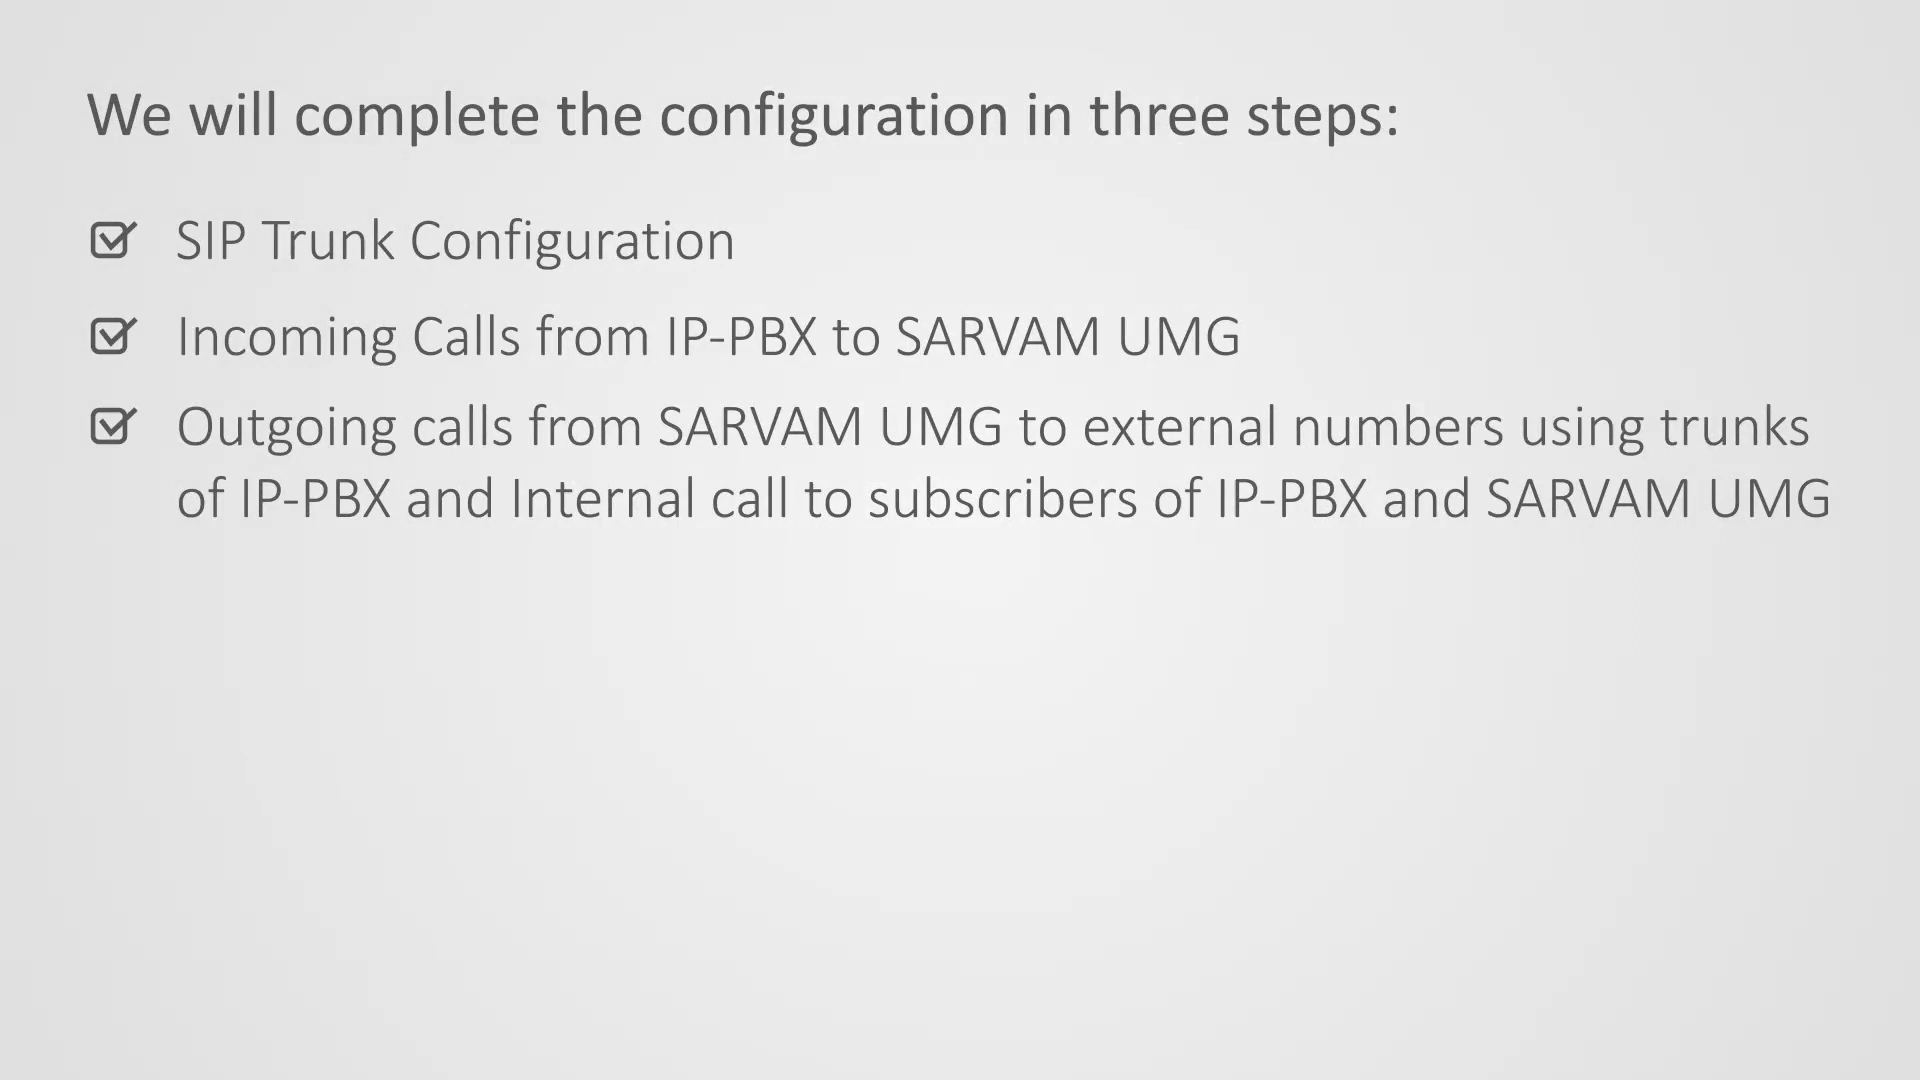 We will complete the configuration in three steps:
SIP Trunk Configuration
Incoming Calls from IP-PBX to SARVAM UMG
Outgoing calls from SARVAM UMG to external numbers using trunks
of IP-PBX and Internal call to subscribers of IP-PBX and SARVAM UMG